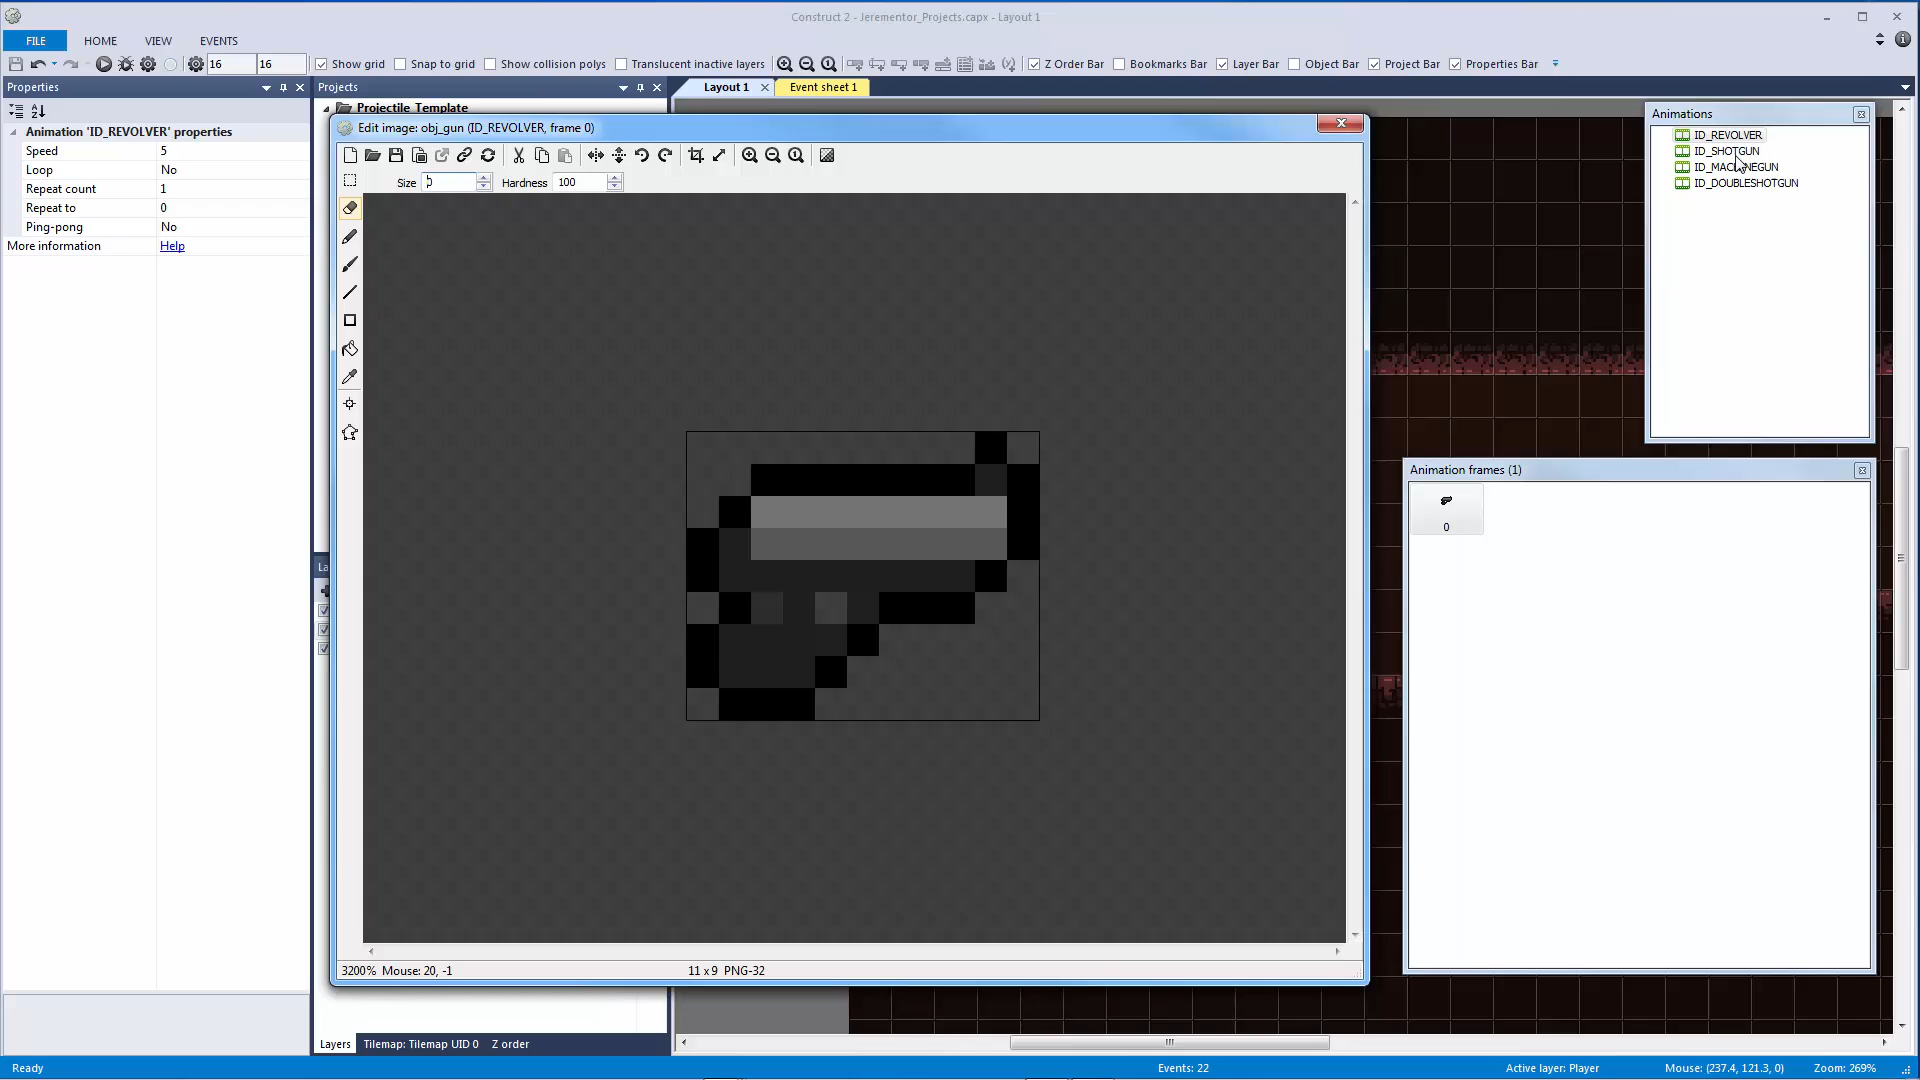 Construct 2 - Jerementor_Projects.capx - Layout 1
FILE HOME VIEW EVENTS
16 16 Show grid Snap to grid Show collision polys Translucent inactive layers Z Order Bar Bookmarks Bar Layer Bar Object Bar Project Bar Properties Bar
Properties
Projects
Layout 1
Event sheet 1
Projectile_Template
Animation 'ID_REVOLVER' properties
Speed 5
Loop No
Repeat count 1
Repeat to 0
Ping-pong No
More information Help
Edit image: obj_gun (ID_REVOLVER, frame 0)
Size
Hardness 100
3200% Mouse: 20, -1
11 x 9 PNG-32
Animations
ID_REVOLVER
ID_SHOTGUN
ID_MACHINEGUN
ID_DOUBLESHOTGUN
Animation frames (1)
0
La
Layers Tilemap: Tilemap UID 0 Z order
Ready
Events: 22
Active layer: Player
Mouse: (237.4, 121.3, 0)
Zoom: 269%